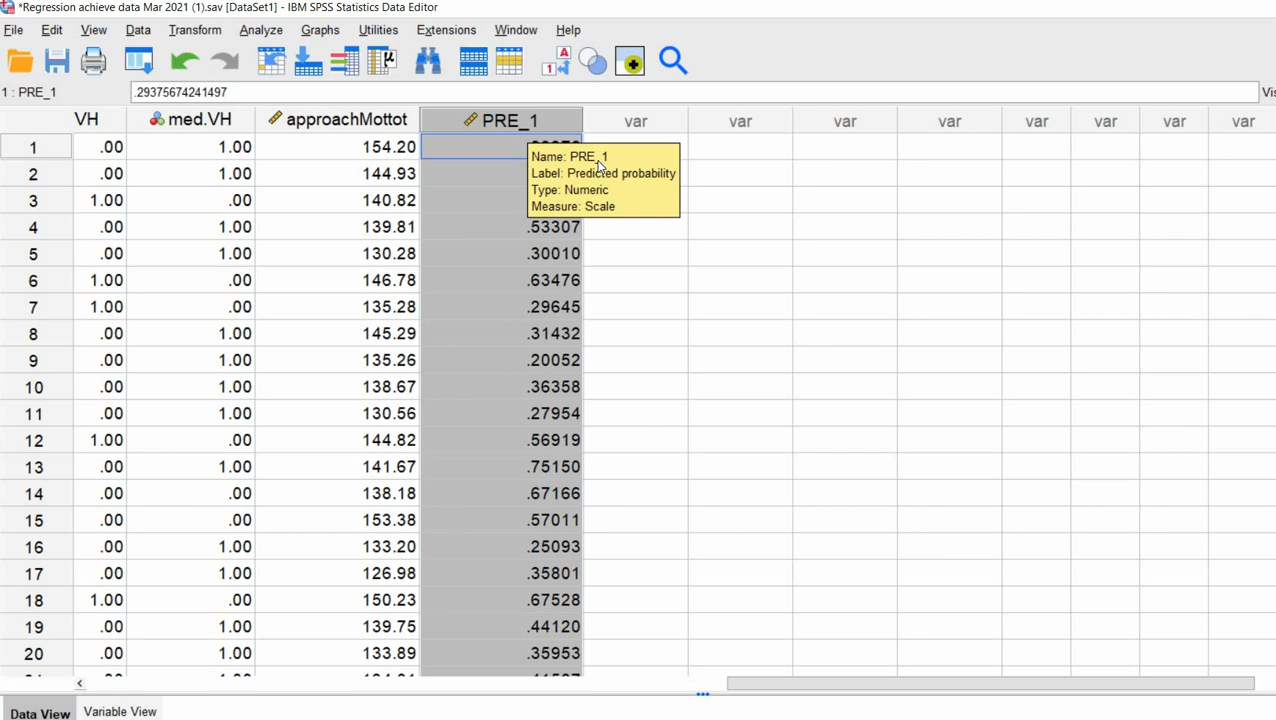 *Regression achieve data Mar 2021 (1).sav [DataSet1] - IBM SPSS Statistics Data Editor
File Edit View Data Transform Analyze Graphs Utilities Extensions Window Help
1 : PRE_1 .29375674241497
VH med.VH approachMottot PRE_1 var var var var var var var
1 .00 1.00 154.20
2 .00 1.00 144.93
3 1.00 .00 140.82
Name: PRE_1
Label: Predicted probability
Type: Numeric
Measure: Scale
4 .00 1.00 139.81 .53307
5 .00 1.00 130.28 .30010
6 1.00 .00 146.78 .63476
7 1.00 .00 135.28 .29645
8 .00 1.00 145.29 .31432
9 .00 1.00 135.26 .20052
10 .00 1.00 138.67 .36358
11 .00 1.00 130.56 .27954
12 1.00 .00 144.82 .56919
13 .00 1.00 141.67 .75150
14 .00 .00 138.18 .67166
15 .00 .00 153.38 .57011
16 .00 1.00 133.20 .25093
17 .00 1.00 126.98 .35801
18 1.00 .00 150.23 .67528
19 .00 1.00 139.75 .44120
20 .00 1.00 133.89 .35953
Data View Variable View